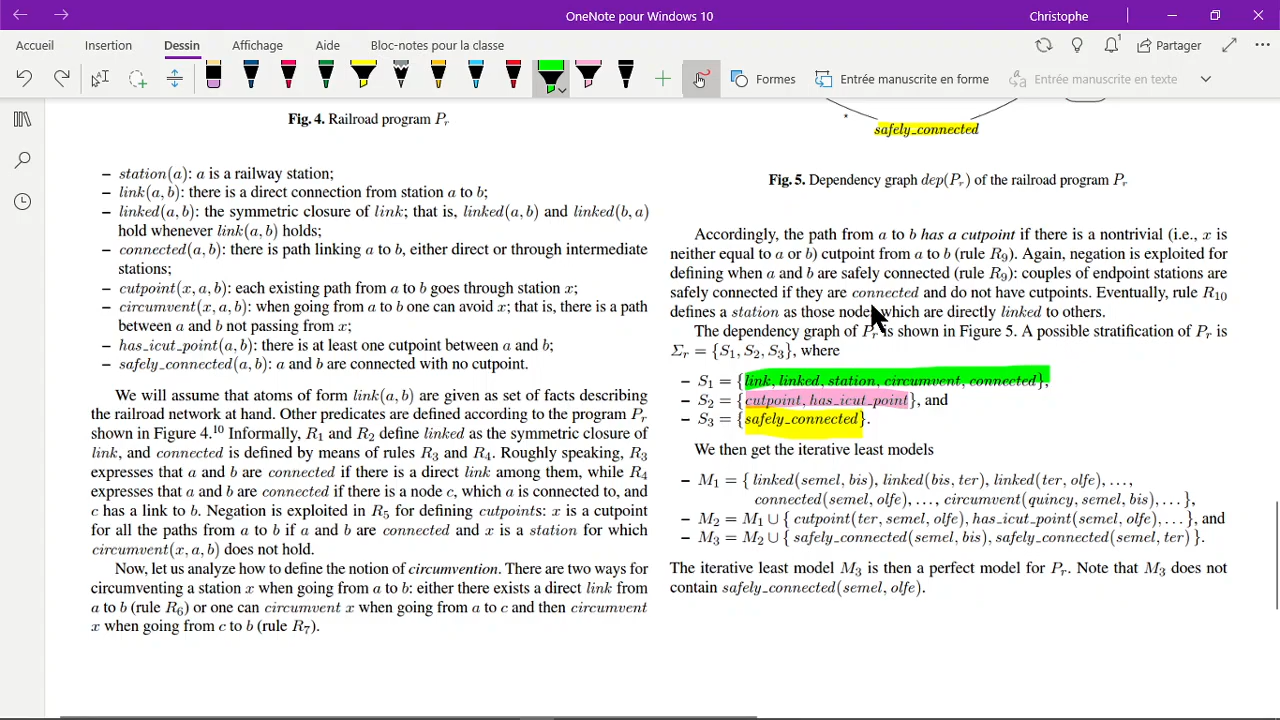 OneNote pour Windows 10
Christophe
Accueil
Insertion
Dessin
Affichage
Aide
Bloc-notes pour la classe
Partager
Formes
Entrée manuscrite en forme
Entrée manuscrite en texte
Fig. 4. Railroad program Pᵣ
– station(a): a is a railway station;
– link(a, b): there is a direct connection from station a to b;
– linked(a, b): the symmetric closure of link; that is, linked(a, b) and linked(b, a)
hold whenever link(a, b) holds;
– connected(a, b): there is path linking a to b, either direct or through intermediate
stations;
– cutpoint(x, a, b): each existing path from a to b goes through station x;
– circumvent(x, a, b): when going from a to b one can avoid x; that is, there is a path
between a and b not passing from x;
– has_icut_point(a, b): there is at least one cutpoint between a and b;
– safely_connected(a, b): a and b are connected with no cutpoint.
We will assume that atoms of form link(a, b) are given as set of facts describing
the railroad network at hand. Other predicates are defined according to the program Pᵣ
shown in Figure 4.¹⁰ Informally, R₁ and R₂ define linked as the symmetric closure of
link, and connected is defined by means of rules R₃ and R₄. Roughly speaking, R₃
expresses that a and b are connected if there is a direct link among them, while R₄
expresses that a and b are connected if there is a node c, which a is connected to, and
c has a link to b. Negation is exploited in R₅ for defining cutpoints: x is a cutpoint
for all the paths from a to b if a and b are connected and x is a station for which
circumvent(x, a, b) does not hold.
Now, let us analyze how to define the notion of circumvention. There are two ways for
circumventing a station x when going from a to b: either there exists a direct link from
a to b (rule R₆) or one can circumvent x when going from a to c and then circumvent
x when going from c to b (rule R₇).
safely_connected
Fig. 5. Dependency graph dep(Pᵣ) of the railroad program Pᵣ
Accordingly, the path from a to b has a cutpoint if there is a nontrivial (i.e., x is
neither equal to a or b) cutpoint from a to b (rule R₉). Again, negation is exploited for
defining when a and b are safely connected (rule R₉): couples of endpoint stations are
safely connected if they are connected and do not have cutpoints. Eventually, rule R₁₀
defines a station as those nodes which are directly linked to others.
The dependency graph of Pᵣ is shown in Figure 5. A possible stratification of Pᵣ is
Σᵣ = {S₁, S₂, S₃}, where
– S₁ = {link, linked, station, circumvent, connected},
– S₂ = {cutpoint, has_icut_point}, and
– S₃ = {safely_connected}.
We then get the iterative least models
– M₁ = { linked(semel, bis), linked(bis, ter), linked(ter, olfe), ...,
connected(semel, olfe), ..., circumvent(quincy, semel, bis), ... },
– M₂ = M₁ ∪ { cutpoint(ter, semel, olfe), has_icut_point(semel, olfe), ... }, and
– M₃ = M₂ ∪ { safely_connected(semel, bis), safely_connected(semel, ter) }.
The iterative least model M₃ is then a perfect model for Pᵣ. Note that M₃ does not
contain safely_connected(semel, olfe).